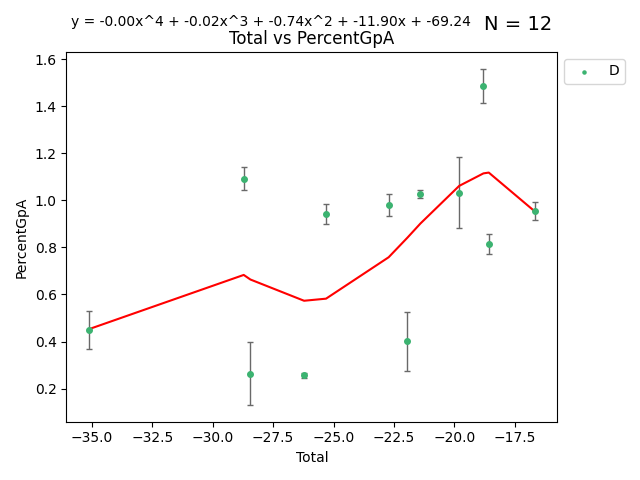 y = -0.00x^4 + -0.02x^3 + -0.74x^2 + -11.90x + -69.24 N = 12
Total vs PercentGpA
D
1.6
1.4
1.2
1.0
0.8
0.6
0.4
0.2
PercentGpA
−35.0 −32.5 −30.0 −27.5 −25.0 −22.5 −20.0 −17.5
Total